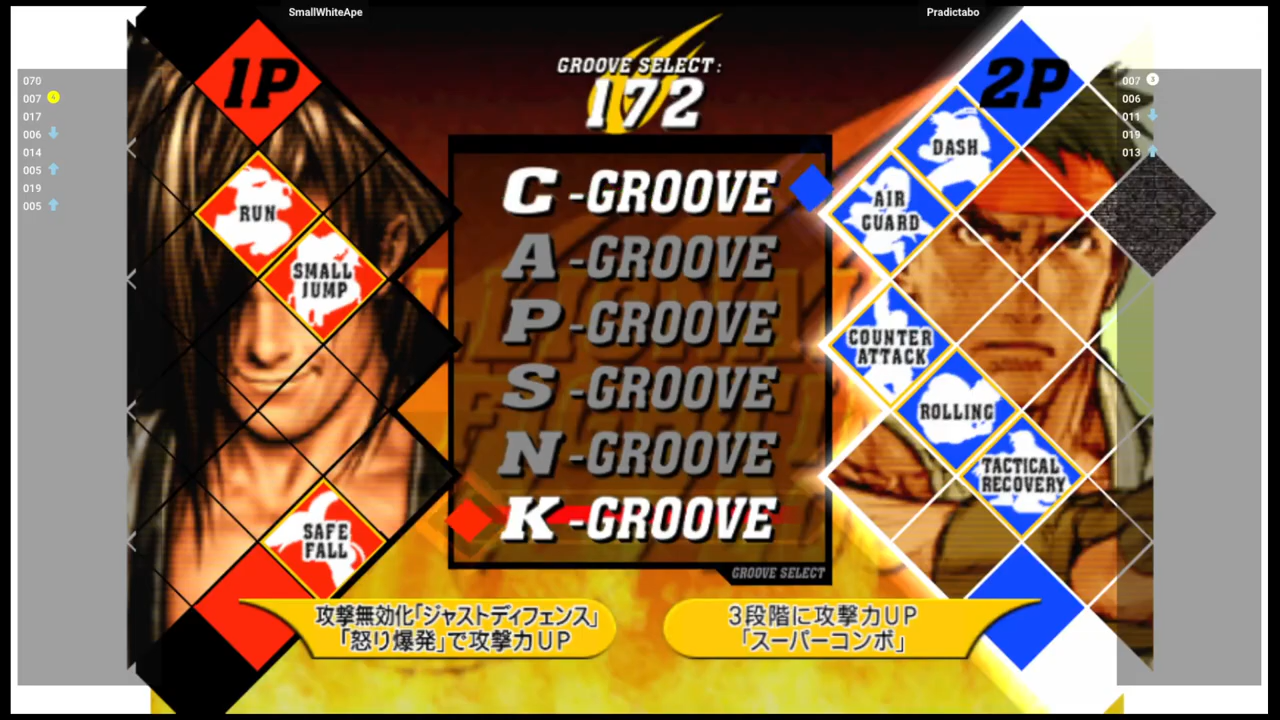 SmallWhiteApe
Pradictabo
1P
GROOVE SELECT:
172
2P
070
007
017
006
014
005
019
005
007 3
006
011
019
013
RUN
SMALL
JUMP
SAFE
FALL
C-GROOVE
A-GROOVE
P-GROOVE
S-GROOVE
N-GROOVE
K-GROOVE
GROOVE SELECT
DASH
AIR
GUARD
COUNTER
ATTACK
ROLLING
TACTICAL
RECOVERY
攻撃無効化「ジャストディフェンス」
「怒り爆発」で攻撃力UP
3段階に攻撃力UP
「スーパーコンボ」